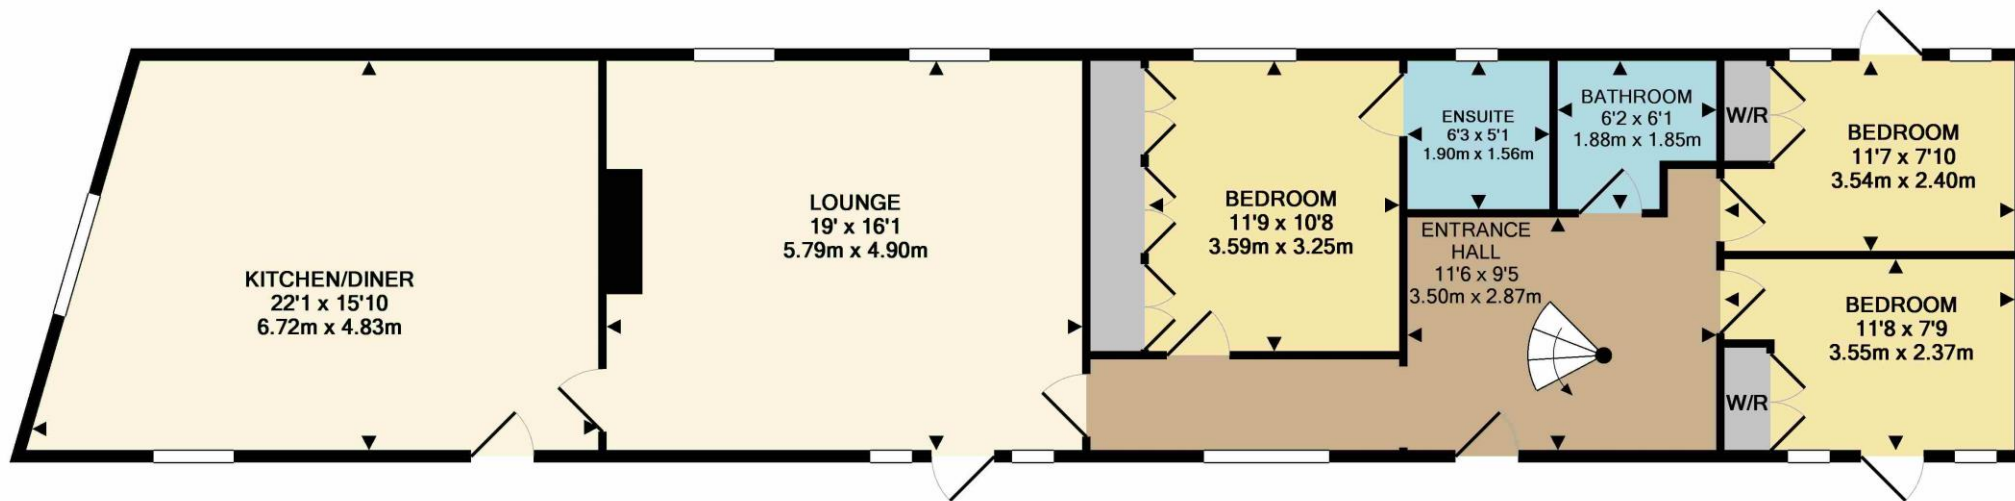 KITCHEN/DINER
22'1 x 15'10
6.72m x 4.83m
LOUNGE
19' x 16'1
5.79m x 4.90m
BEDROOM
11'9 x 10'8
3.59m x 3.25m
ENSUITE
6'3 x 5'1
1.90m x 1.56m
BATHROOM
6'2 x 6'1
1.88m x 1.85m
ENTRANCE
HALL
11'6 x 9'5
3.50m x 2.87m
W/R
BEDROOM
11'7 x 7'10
3.54m x 2.40m
BEDROOM
11'8 x 7'9
3.55m x 2.37m
W/R